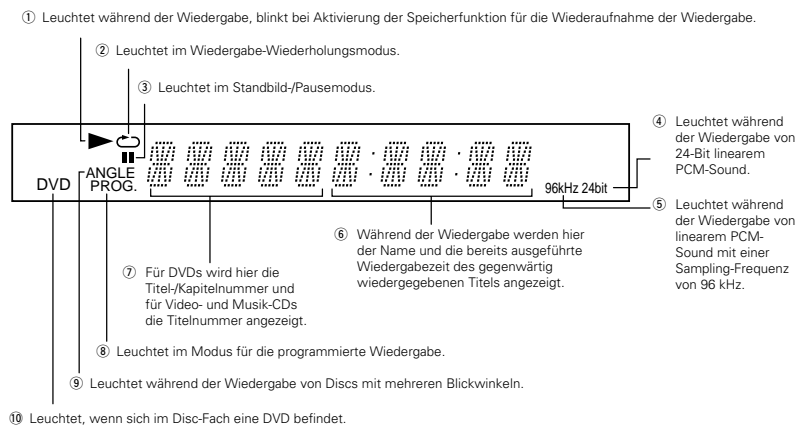 ① Leuchtet während der Wiedergabe, blinkt bei Aktivierung der Speicherfunktion für die Wiederaufnahme der Wiedergabe.
② Leuchtet im Wiedergabe-Wiederholungsmodus.
③ Leuchtet im Standbild-/Pausemodus.
④ Leuchtet während
der Wiedergabe von
24-Bit linearem
PCM-Sound.
DVD
ANGLE
PROG.
96kHz 24bit
⑤ Leuchtet während
der Wiedergabe von
linearem PCM-
Sound mit einer
Sampling-Frequenz
von 96 kHz.
⑥ Während der Wiedergabe werden hier
der Name und die bereits ausgeführte
Wiedergabezeit des gegenwärtig
wiedergegebenen Titels angezeigt.
⑦ Für DVDs wird hier die
Titel-/Kapitelnummer und
für Video- und Musik-CDs
die Titelnummer angezeigt.
⑧ Leuchtet im Modus für die programmierte Wiedergabe.
⑨ Leuchtet während der Wiedergabe von Discs mit mehreren Blickwinkeln.
⑩ Leuchtet, wenn sich im Disc-Fach eine DVD befindet.